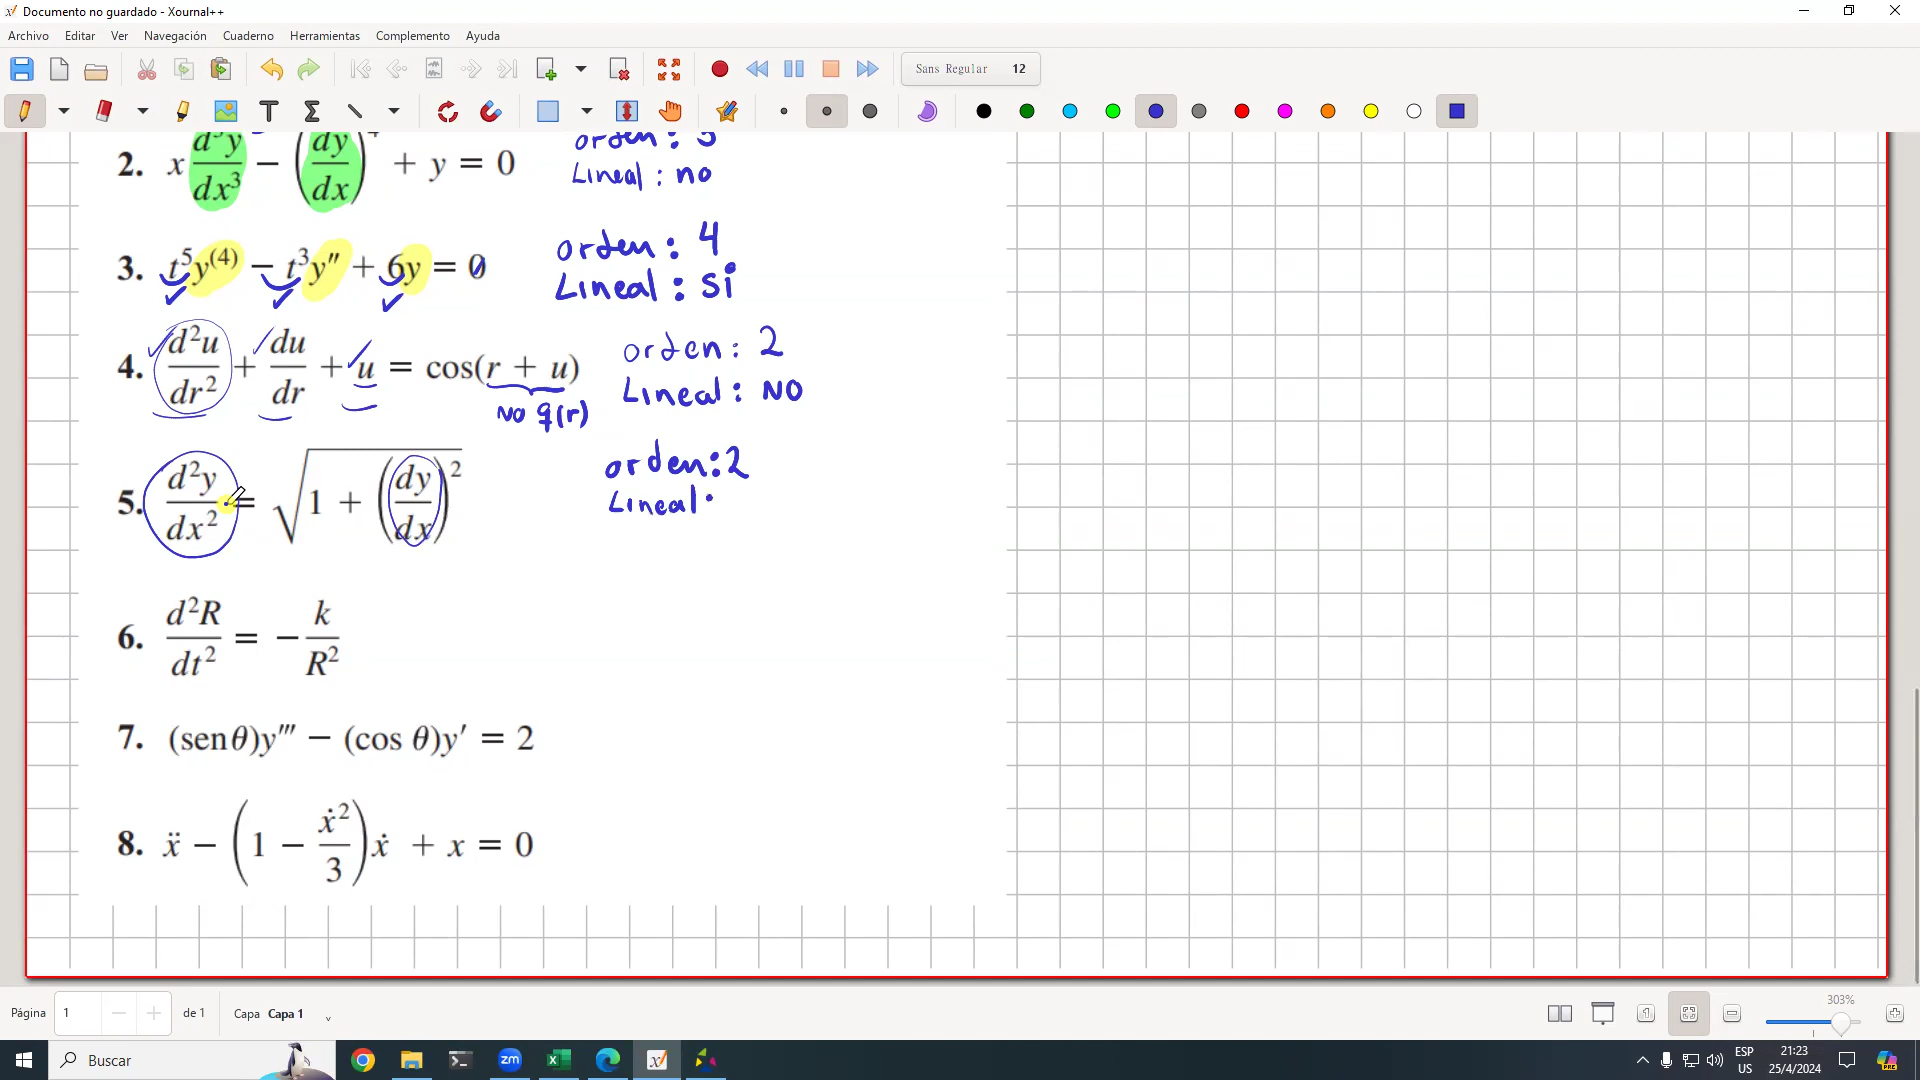 Documento no guardado - Xournal++
Archivo Editar Ver Navegación Cuaderno Herramientas Complemento Ayuda
Sans Regular 12
2. x d³y/dx³ − (dy/dx)⁴ + y = 0
orden: 3
Lineal: no
3. t⁵y⁽⁴⁾ − t³y″ + 6y = 0
orden: 4
Lineal: Si
4. d²u/dr² + du/dr + u = cos(r + u)
No g(r)
orden: 2
Lineal: NO
5. d²y/dx² = √(1 + (dy/dx)²)
orden: 2
Lineal
6. d²R/dt² = − k/R²
7. (sen θ)y‴ − (cos θ)y′ = 2
8. ẍ − (1 − ẋ²/3)ẋ + x = 0
Página 1 de 1 Capa Capa 1
303%
Buscar
zm
ESP
US
21:23
25/4/2024